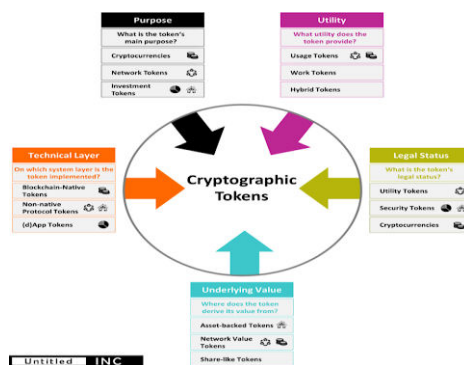 Purpose
What is the token's
main purpose?
Cryptocurrencies
Network Tokens
Investment
Tokens
Utility
What utility does the
token provide?
Usage Tokens
Work Tokens
Hybrid Tokens
Technical Layer
On which system layer is the
token implemented?
Blockchain-Native
Tokens
Non-native
Protocol Tokens
(d)App Tokens
Cryptographic
Tokens
Legal Status
What is the token's
legal status?
Utility Tokens
Security Tokens
Cryptocurrencies
Underlying Value
Where does the token
derive its value from?
Asset-backed Tokens
Network Value
Tokens
Share-like Tokens
Untitled INC